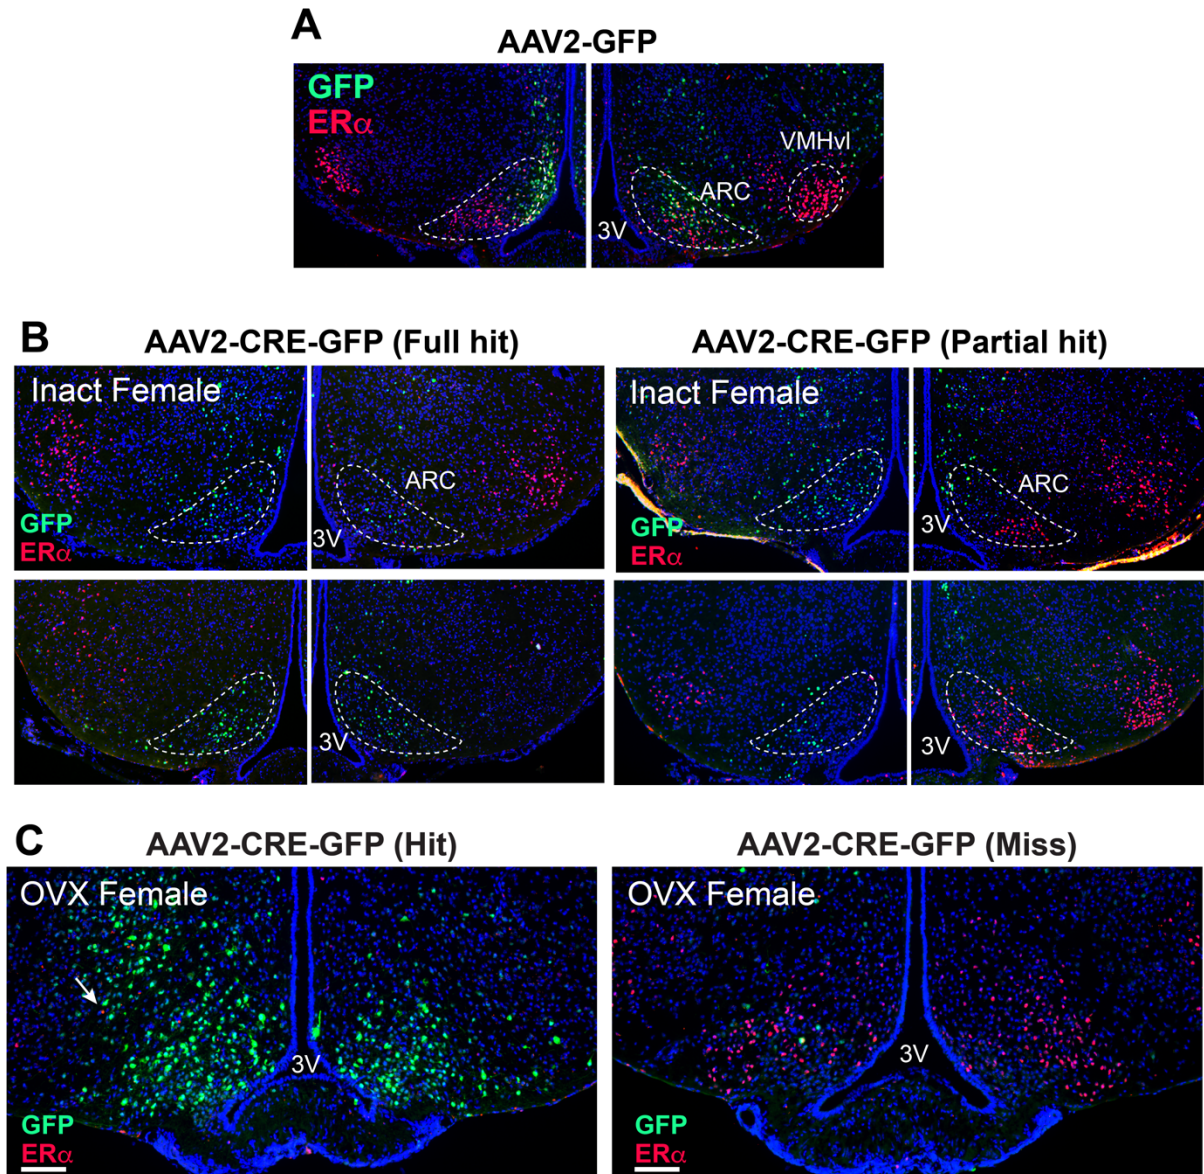 A
AAV2-GFP
GFP
ERα
VMHvl
ARC
3V
B
AAV2-CRE-GFP (Full hit)
AAV2-CRE-GFP (Partial hit)
Inact Female
ARC
3V
GFP
ERα
Inact Female
ARC
3V
GFP
ERα
3V
3V
C
AAV2-CRE-GFP (Hit)
AAV2-CRE-GFP (Miss)
OVX Female
3V
GFP
ERα
OVX Female
3V
GFP
ERα